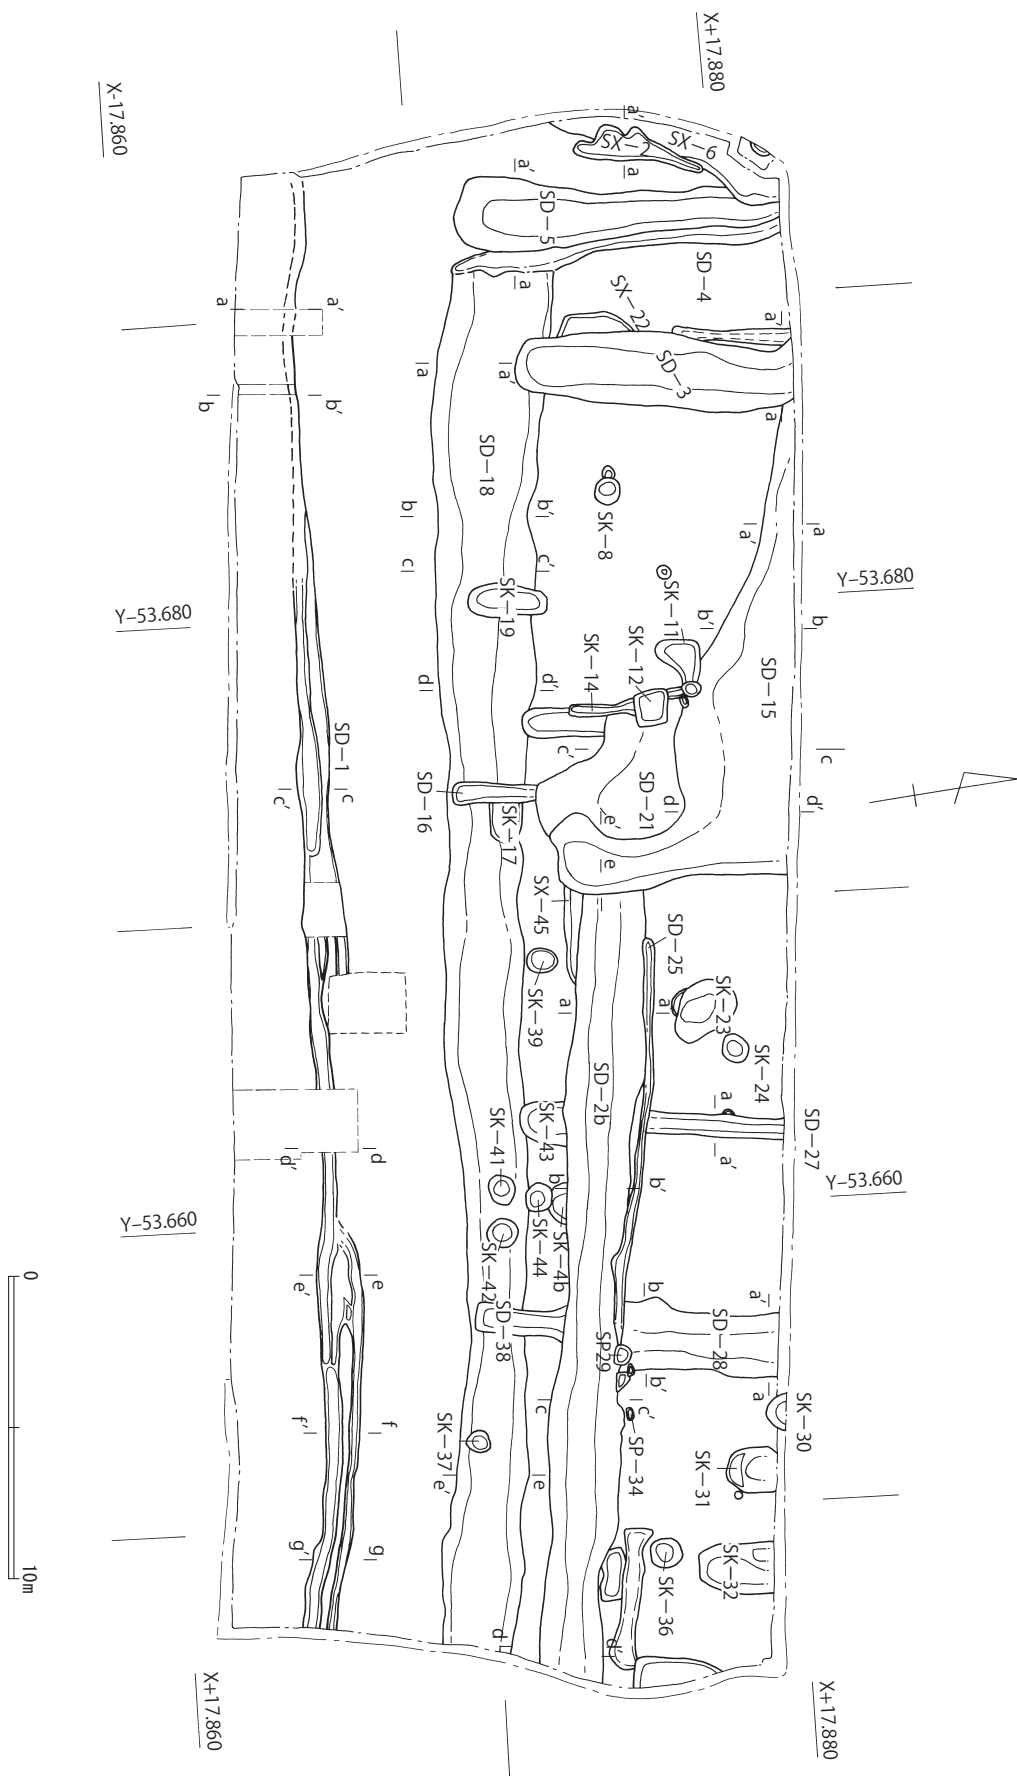 X+17.880
X-17.860
a'
SX-7
SX-6
a
a'
SD-5
a
SD-4
SX-22
a'
a
a'
SD-3
a
a'
a
b
b'
a
a'
SD-18
SK-8
b
b'
c
c'
a
a'
Y-53.680
Y-53.680
SK-19
SK-11
b'
b
SK-12
SK-14
SD-15
d
d'
c'
c
SD-1
c
c'
SD-16
SK-17
SD-21
d
d'
e'
e
SX-45
SD-25
SK-39
a
a'
SK-23
SK-24
SD-2b
a
a'
SD-27
SK-41
SK-43
d
d'
b
b'
Y-53.660
Y-53.660
SK-44
SK-4b
SK-42
e
e'
SD-38
b
a'
SD-28
SP29
b'
a
SK-30
c
c'
SP-34
SK-37
e'
e
f
f'
SK-31
SK-32
SK-36
g
g'
d
d'
0
10m
X+17.860
X+17.880